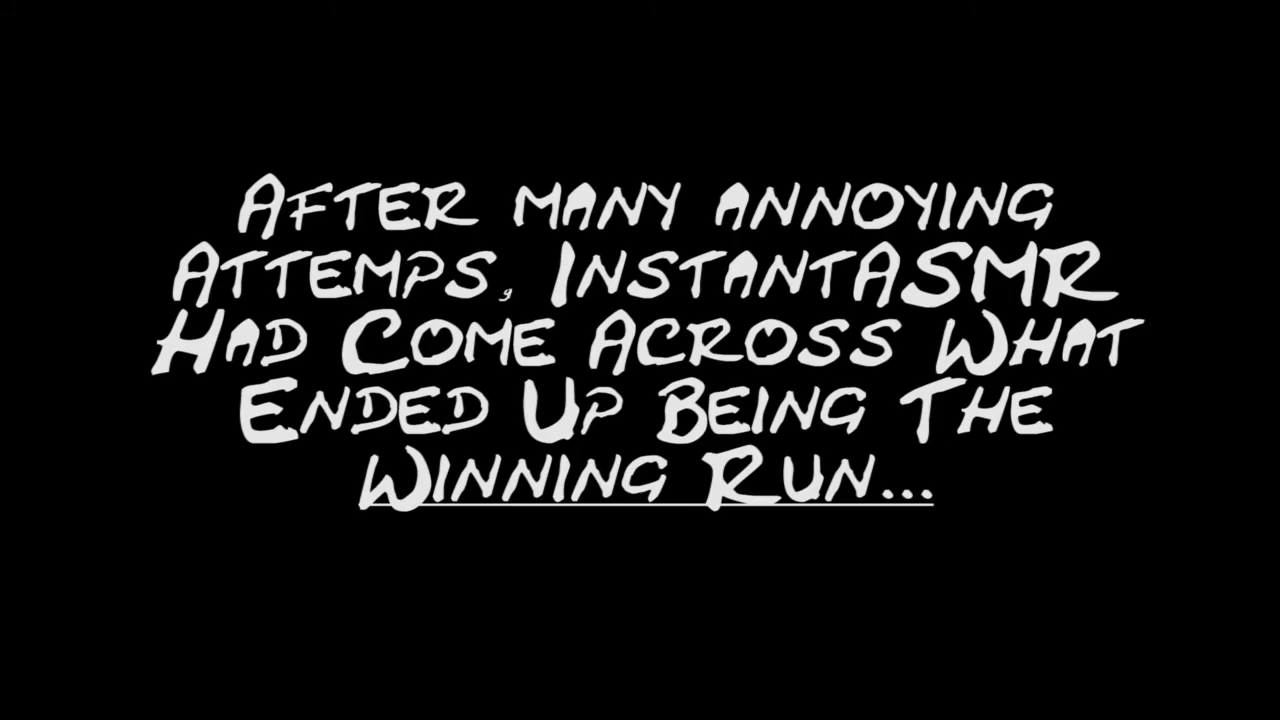 After many annoying
Attemps, InstantASMR
Had Come Across What
Ended Up Being The
Winning Run...